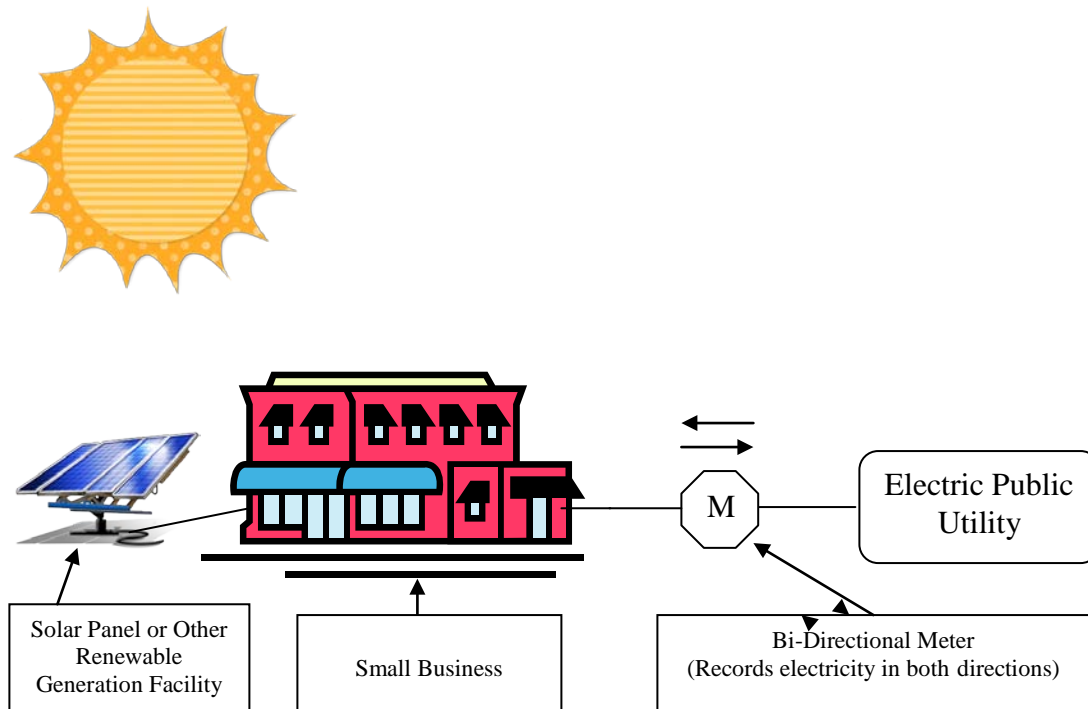 M
Electric Public
Utility
Solar Panel or Other
Renewable
Generation Facility
Small Business
Bi-Directional Meter
(Records electricity in both directions)